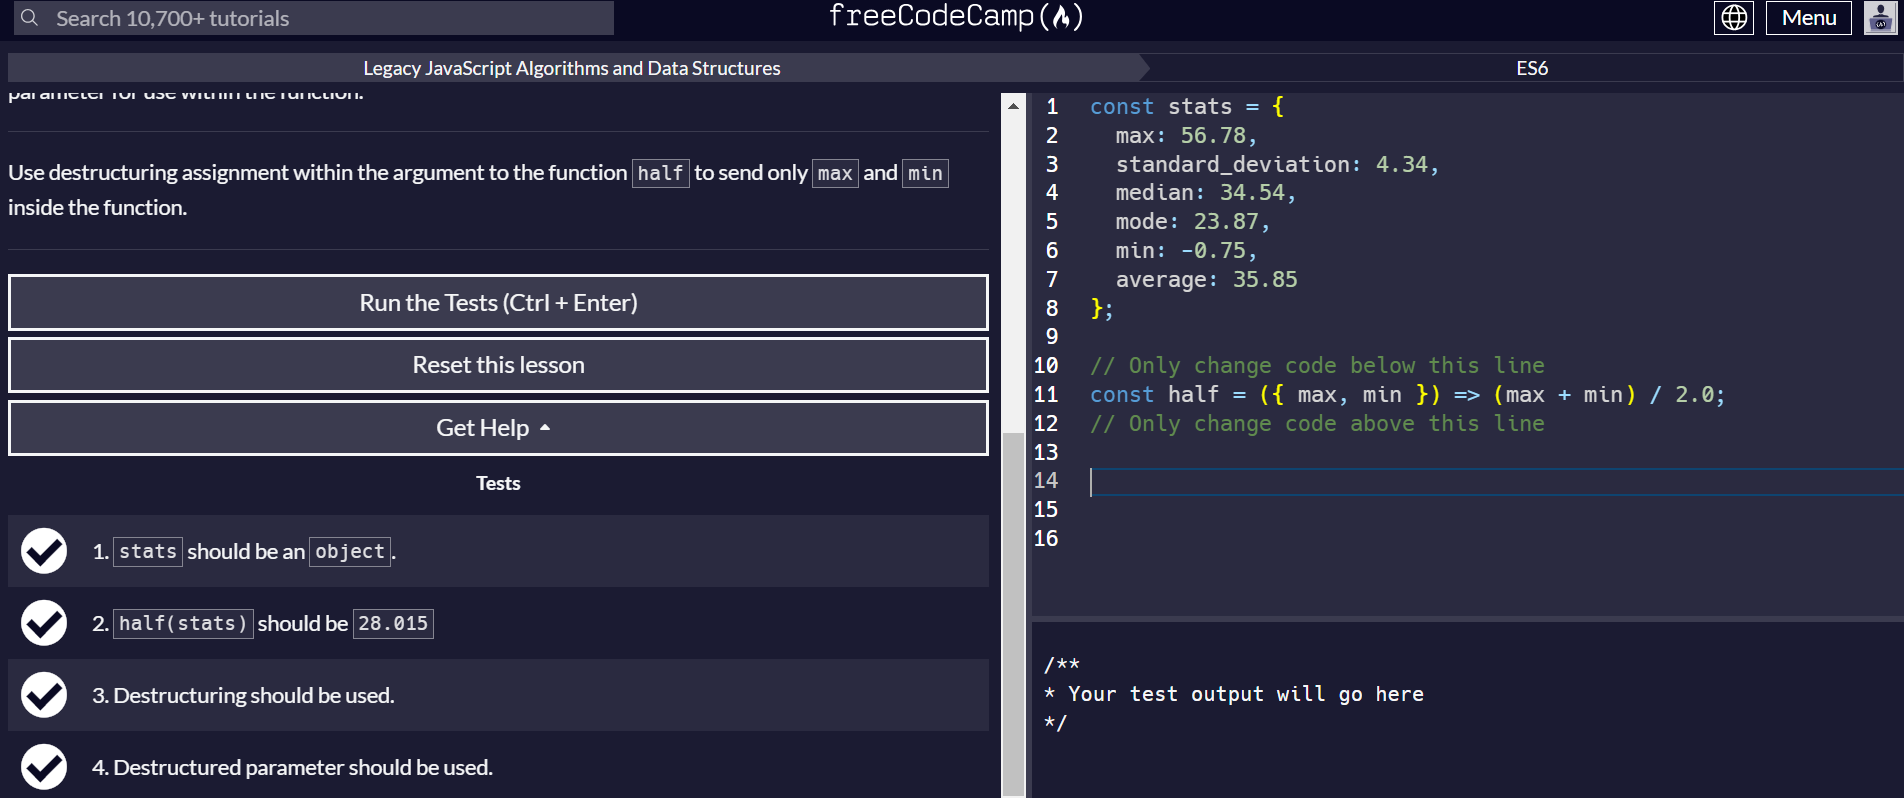 Search 10,700+ tutorials
freeCodeCamp(🔥)
Menu
Legacy JavaScript Algorithms and Data Structures
ES6
parameter for use within the function.
Use destructuring assignment within the argument to the function half to send only max and min
inside the function.
Run the Tests (Ctrl + Enter)
Reset this lesson
Get Help
Tests
1. stats should be an object.
2. half(stats) should be 28.015
3. Destructuring should be used.
4. Destructured parameter should be used.
1 const stats = {
2   max: 56.78,
3   standard_deviation: 4.34,
4   median: 34.54,
5   mode: 23.87,
6   min: -0.75,
7   average: 35.85
8 };
9
10 // Only change code below this line
11 const half = ({ max, min }) => (max + min) / 2.0;
12 // Only change code above this line
13
14
15
16
/**
* Your test output will go here
*/